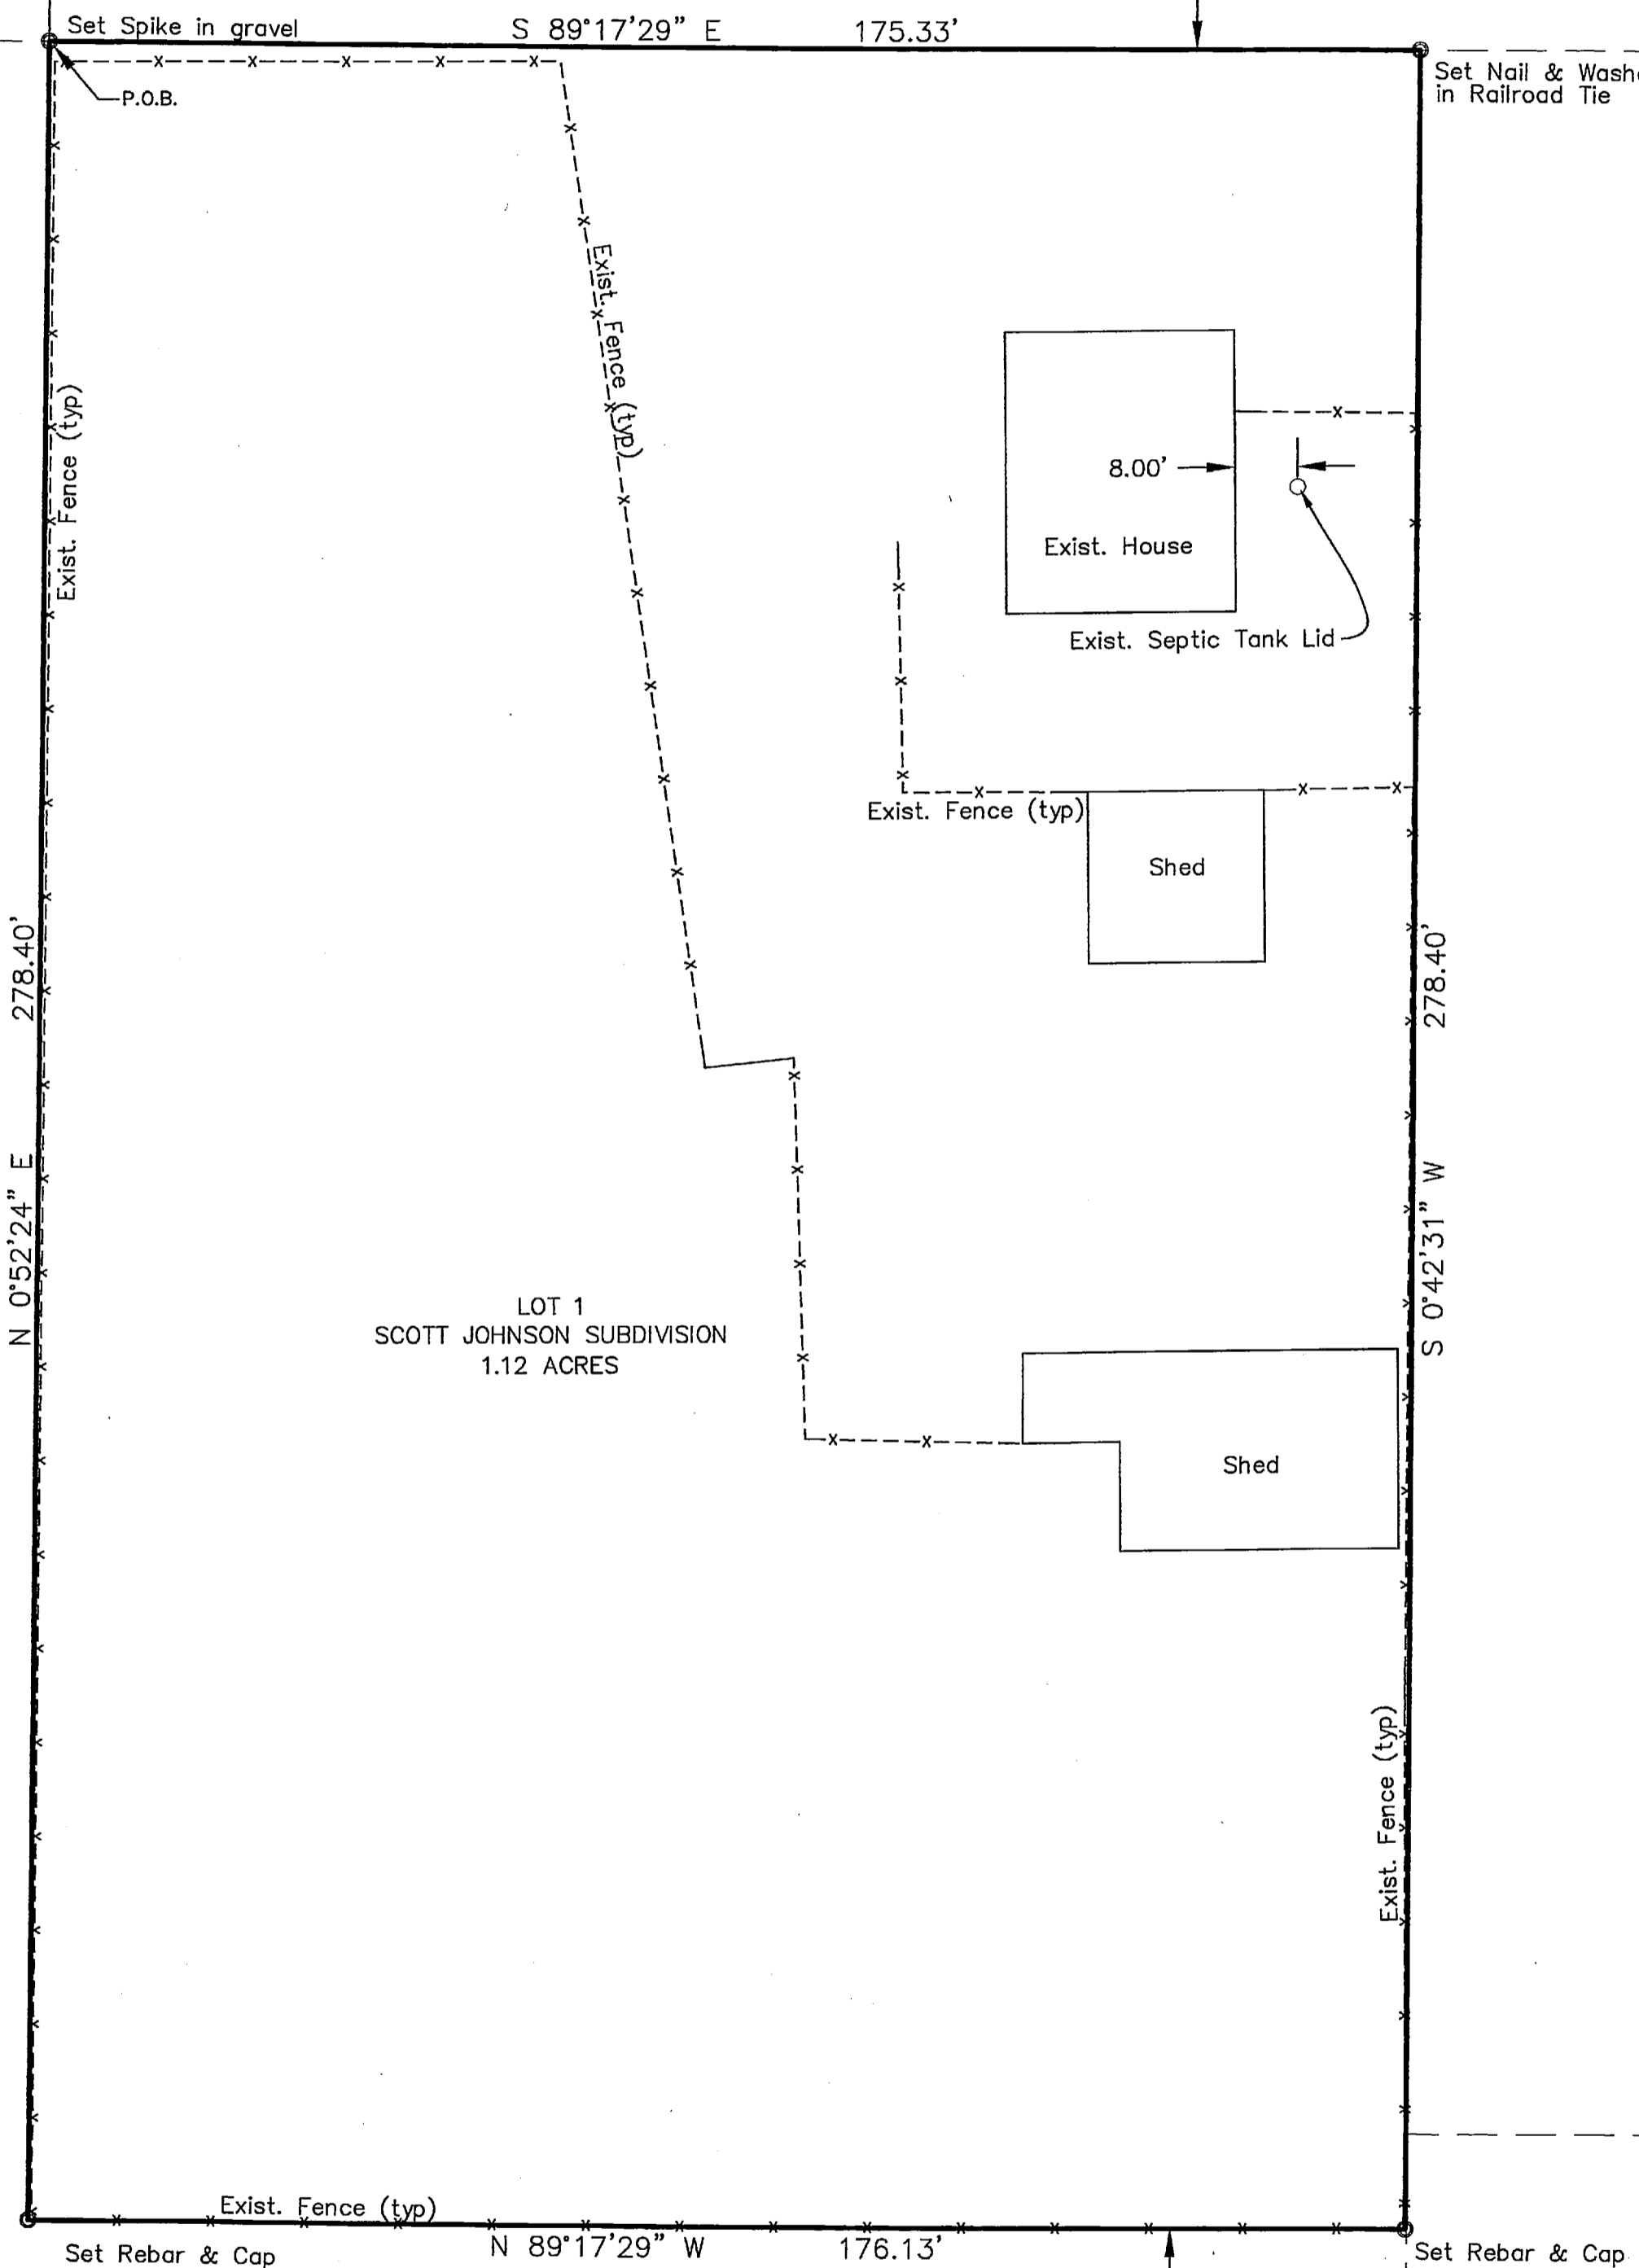 Set Spike in gravel
S 89°17'29" E 175.33'
P.O.B.
Set Nail &
in Railroad Tie
Exist. Fence (typ)
Exist. Fence (typ)
8.00'
Exist. House
Exist. Septic Tank Lid
Exist. Fence (typ)
Shed
N 0°52'24" E 278.40'
S 0°42'31" W 278.40'
LOT 1
SCOTT JOHNSON SUBDIVISION
1.12 ACRES
Shed
Exist. Fence (typ)
Exist. Fence (typ)
Set Rebar & Cap
N 89°17'29" W 176.13'
Set Rebar & Cap